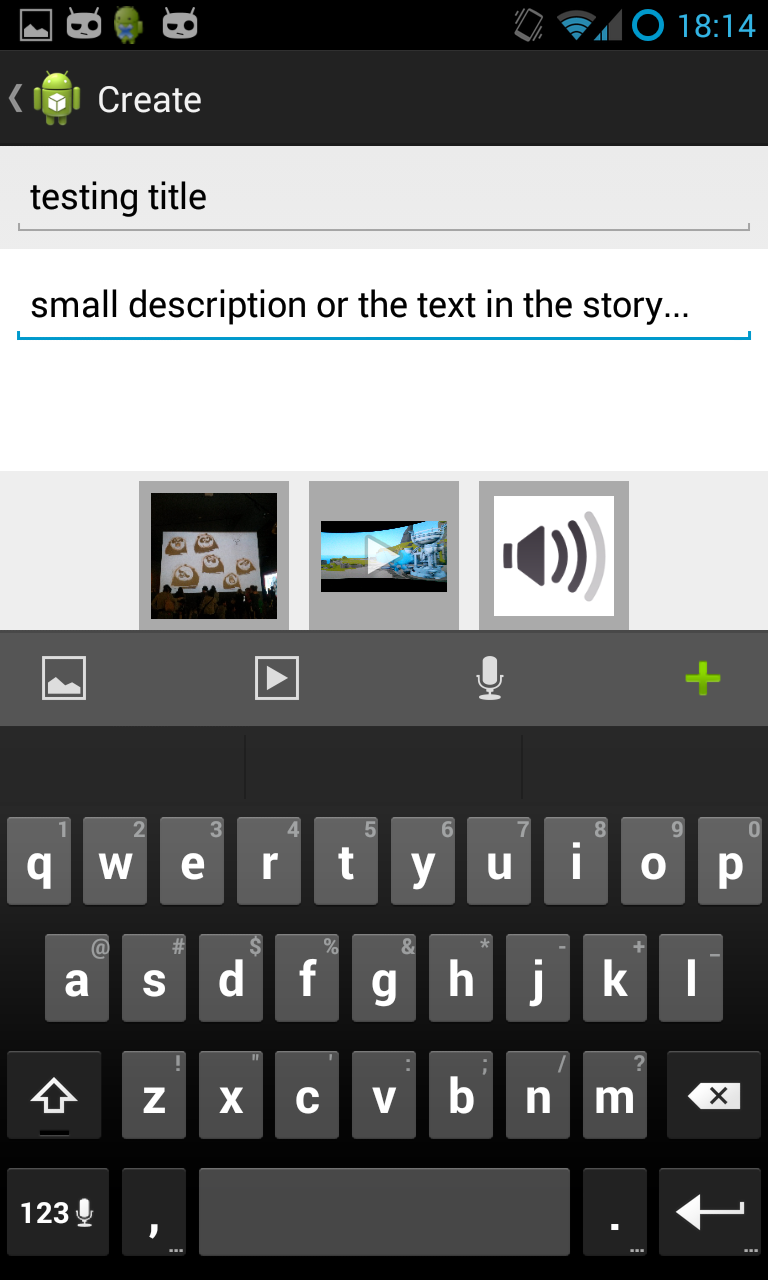 18:14
Create
testing title
small description or the text in the story...
1 2 3 4 5 6 7 8 9 0
q w e r t y u i o p
@ # $ % & * - + _
a s d f g h j k l
! " ' : ; / ?
z x c v b n m
123 , .
... ... ...